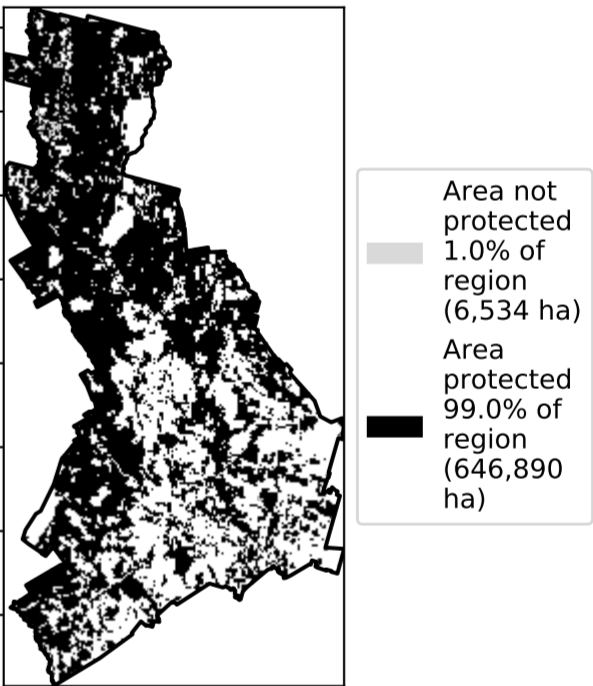 Area not
protected
1.0% of
region
(6,534 ha)
Area
protected
99.0% of
region
(646,890
ha)